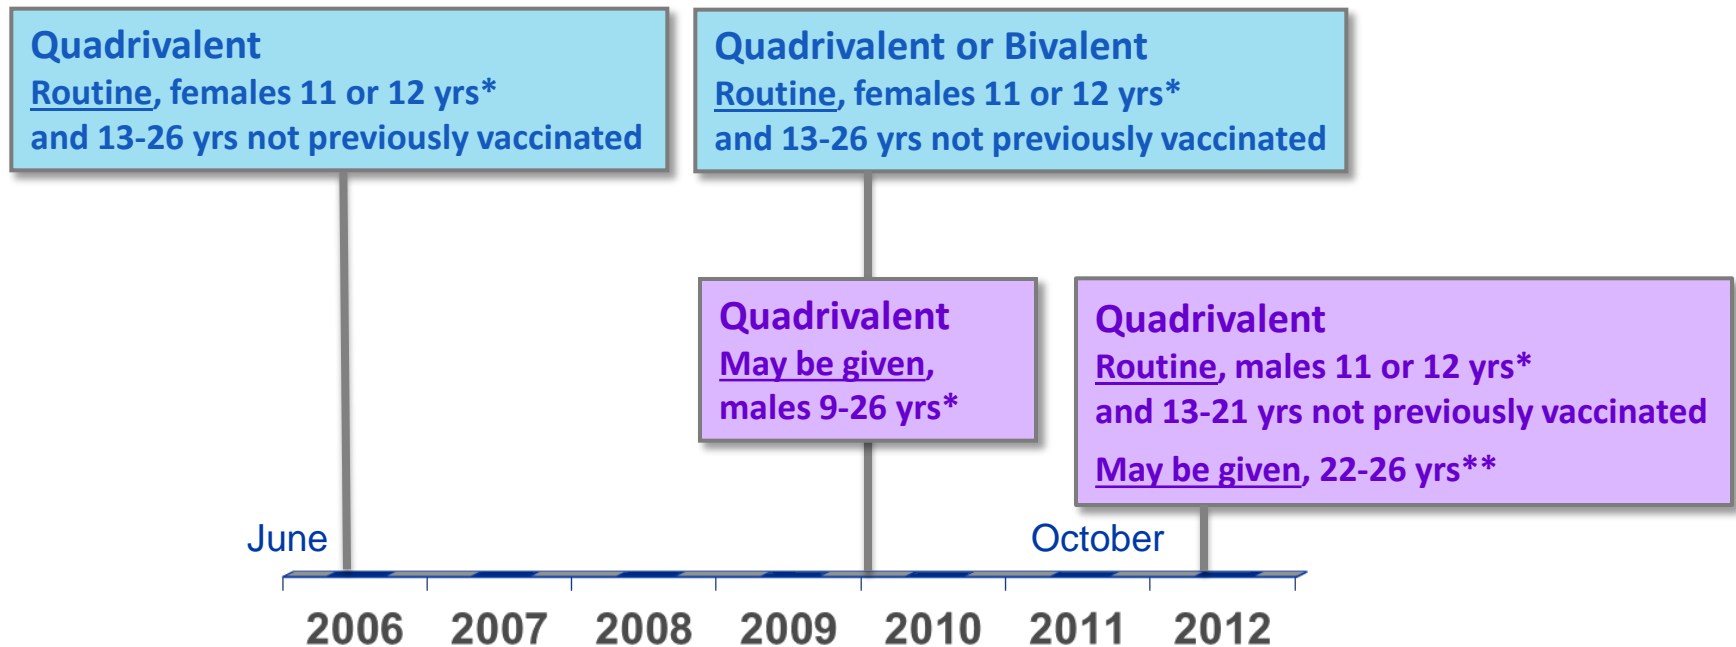 Quadrivalent
Routine, females 11 or 12 yrs*
and 13-26 yrs not previously vaccinated
Quadrivalent or Bivalent
Routine, females 11 or 12 yrs*
and 13-26 yrs not previously vaccinated
Quadrivalent
May be given,
males 9-26 yrs*
Quadrivalent
Routine, males 11 or 12 yrs*
and 13-21 yrs not previously vaccinated
May be given, 22-26 yrs**
June
October
2006
2007
2008
2009
2010
2011
2012